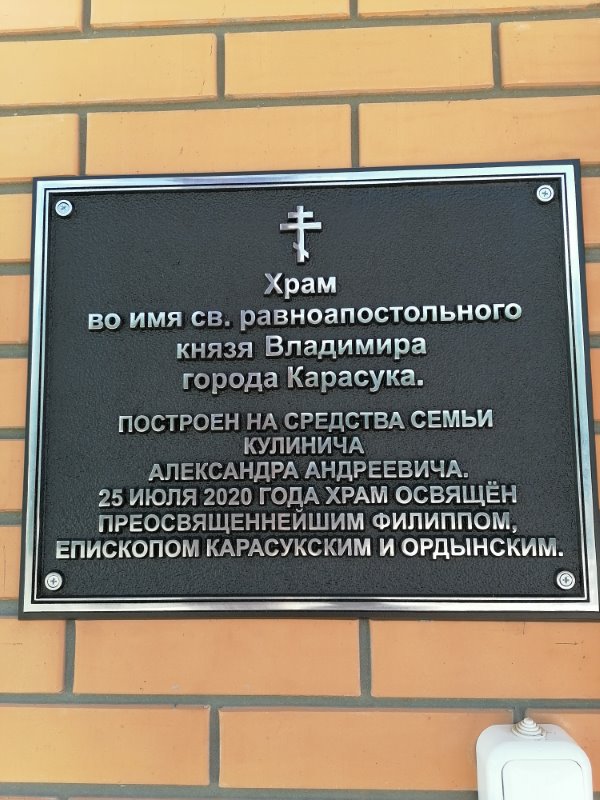 Храм
во имя св. равноапостольного
князя Владимира
города Карасука.
ПОСТРОЕН НА СРЕДСТВА СЕМЬИ
КУЛИНИЧА
АЛЕКСАНДРА АНДРЕЕВИЧА.
25 ИЮЛЯ 2020 ГОДА ХРАМ ОСВЯЩЁН
ПРЕОСВЯЩЕННЕЙШИМ ФИЛИППОМ,
ЕПИСКОПОМ КАРАСУКСКИМ И ОРДЫНСКИМ.